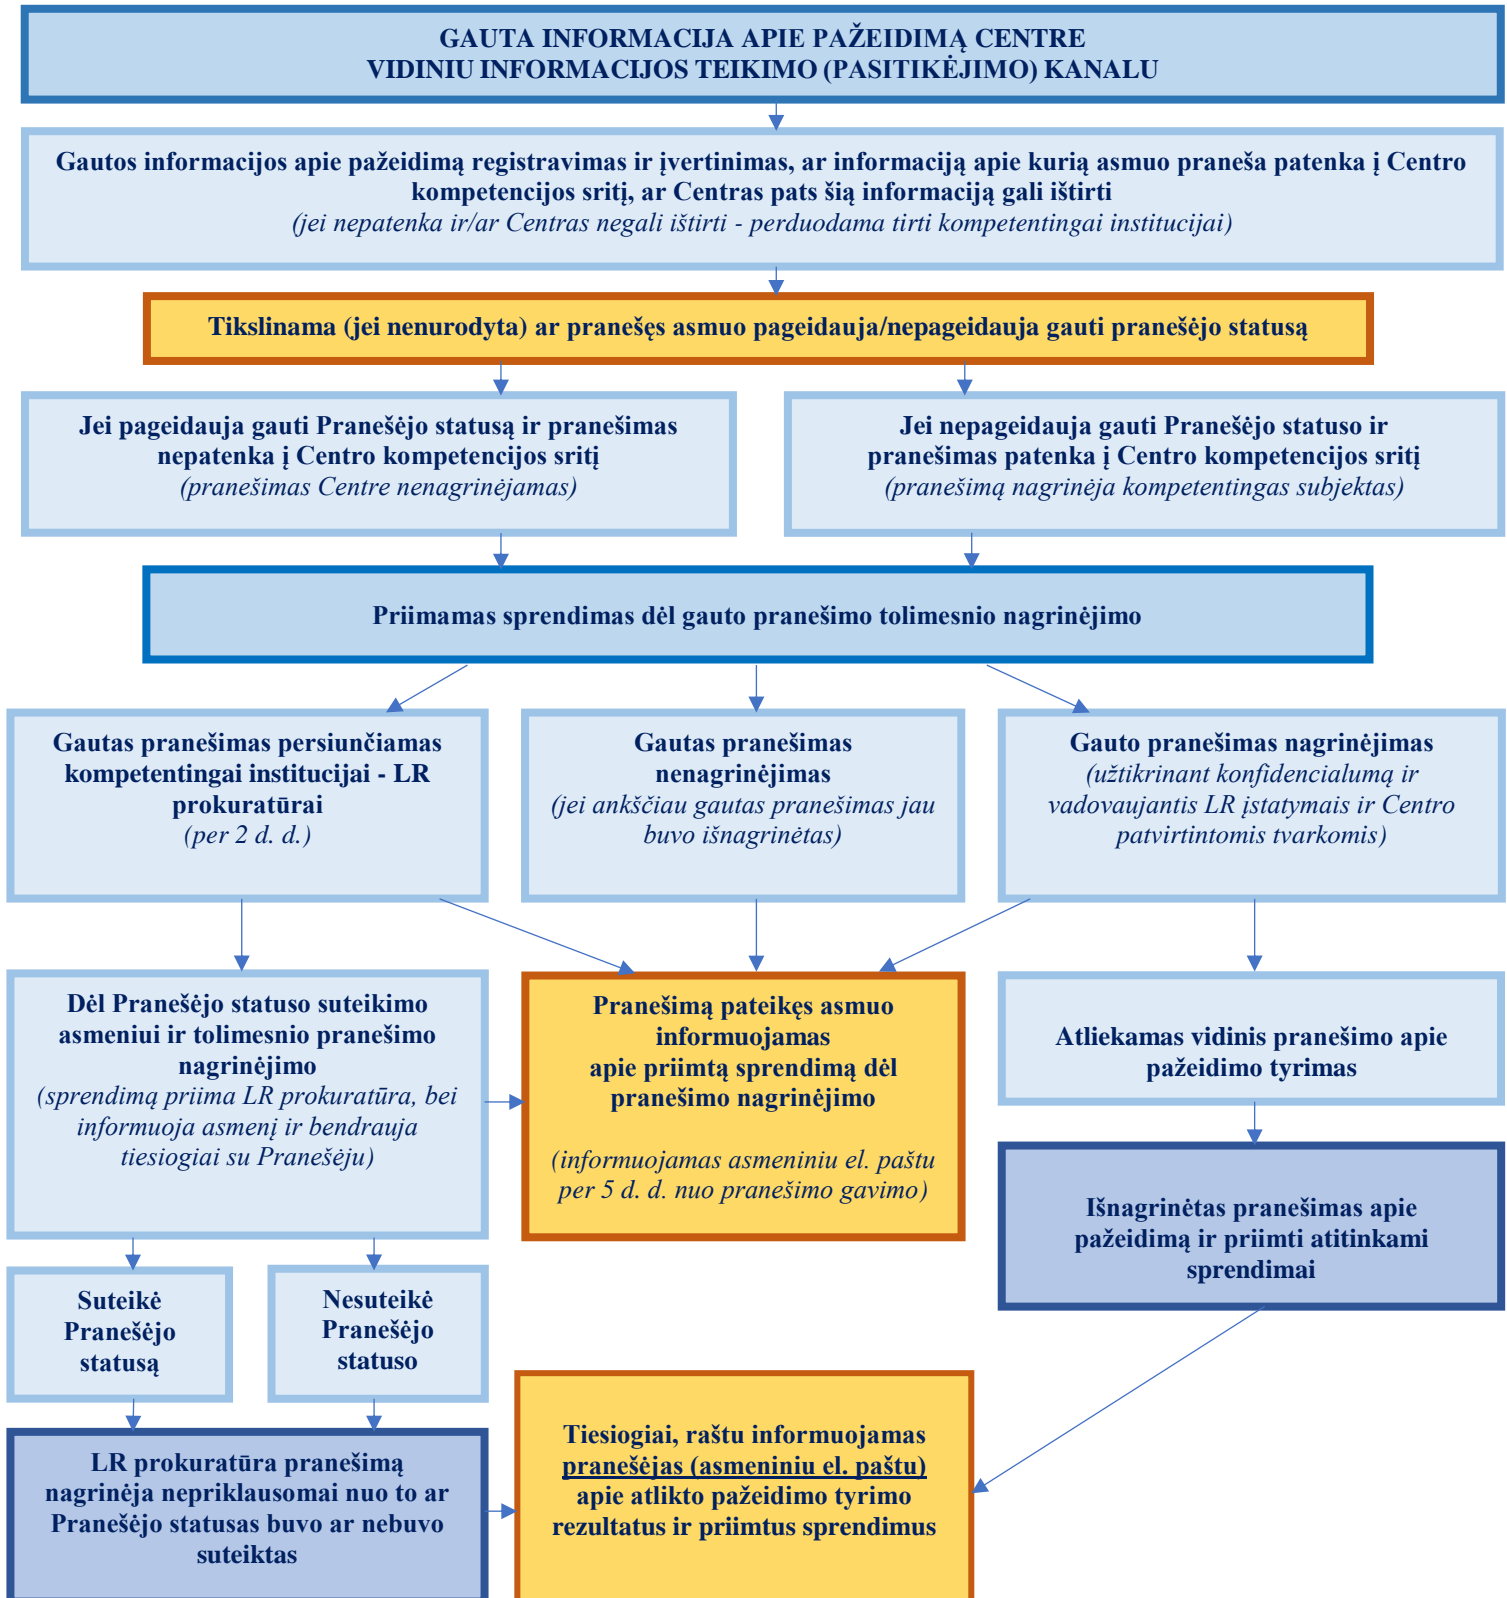 GAUTA INFORMACIJA APIE PAŽEIDIMĄ CENTRE
VIDINIU INFORMACIJOS TEIKIMO (PASITIKĖJIMO) KANALU
Gautos informacijos apie pažeidimą registravimas ir įvertinimas, ar informaciją apie kurią asmuo praneša patenka į Centro
kompetencijos sritį, ar Centras pats šią informaciją gali ištirti
(jei nepatenka ir/ar Centras negali ištirti - perduodama tirti kompetentingai institucijai)
Tikslinama (jei nenurodyta) ar pranešęs asmuo pageidauja/nepageidauja gauti pranešėjo statusą
Jei pageidauja gauti Pranešėjo statusą ir pranešimas
nepatenka į Centro kompetencijos sritį
(pranešimas Centre nenagrinėjamas)
Jei nepageidauja gauti Pranešėjo statuso ir
pranešimas patenka į Centro kompetencijos sritį
(pranešimą nagrinėja kompetentingas subjektas)
Priimamas sprendimas dėl gauto pranešimo tolimesnio nagrinėjimo
Gautas pranešimas persiunčiamas
kompetentingai institucijai - LR
prokuratūrai
(per 2 d. d.)
Gautas pranešimas
nenagrinėjimas
(jei ankščiau gautas pranešimas jau
buvo išnagrinėtas)
Gauto pranešimas nagrinėjimas
(užtikrinant konfidencialumą ir
vadovaujantis LR įstatymais ir Centro
patvirtintomis tvarkomis)
Dėl Pranešėjo statuso suteikimo
asmeniui ir tolimesnio pranešimo
nagrinėjimo
(sprendimą priima LR prokuratūra, bei
informuoja asmenį ir bendrauja
tiesiogiai su Pranešėju)
Pranešimą pateikęs asmuo
informuojamas
apie priimtą sprendimą dėl
pranešimo nagrinėjimo
(informuojamas asmeniniu el. paštu
per 5 d. d. nuo pranešimo gavimo)
Atliekamas vidinis pranešimo apie
pažeidimo tyrimas
Išnagrinėtas pranešimas apie
pažeidimą ir priimti atitinkami
sprendimai
Suteikė
Pranešėjo
statusą
Nesuteikė
Pranešėjo
statuso
LR prokuratūra pranešimą
nagrinėja nepriklausomai nuo to ar
Pranešėjo statusas buvo ar nebuvo
suteiktas
Tiesiogiai, raštu informuojamas
pranešėjas (asmeniniu el. paštu)
apie atlikto pažeidimo tyrimo
rezultatus ir priimtus sprendimus